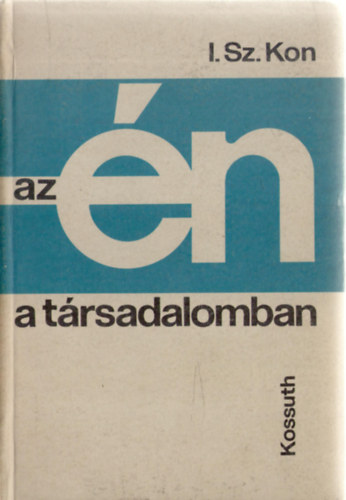 I. Sz. Kon
az én
a társadalomban
Kossuth